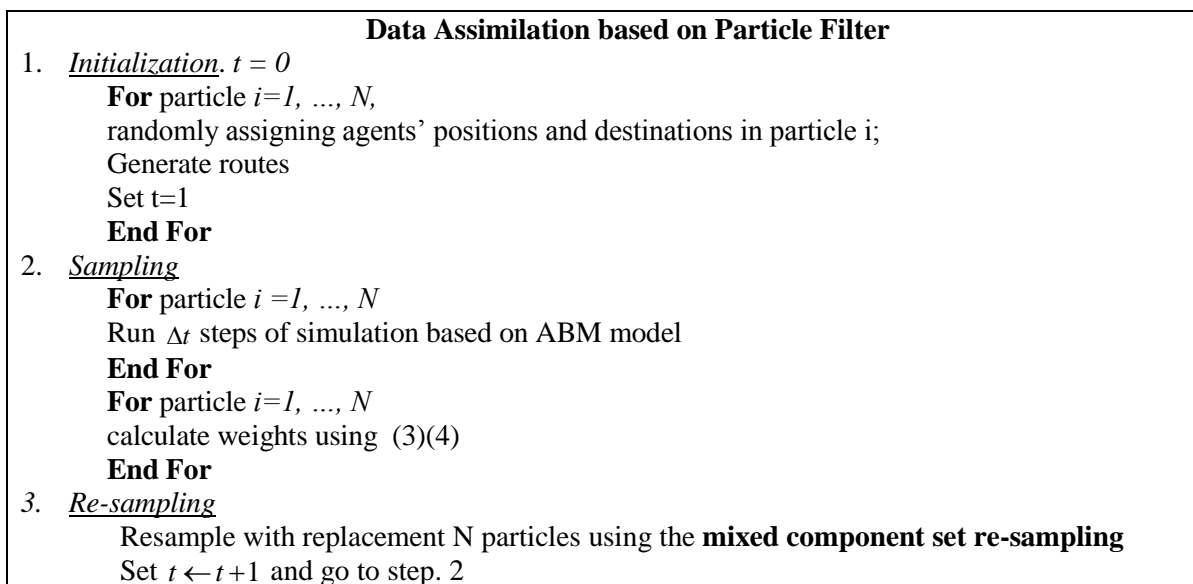 Data Assimilation based on Particle Filter
1. Initialization. t = 0
For particle i=1, ..., N,
randomly assigning agents’ positions and destinations in particle i;
Generate routes
Set t=1
End For
2. Sampling
For particle i =1, ..., N
Run Δt steps of simulation based on ABM model
End For
For particle i=1, ..., N
calculate weights using (3)(4)
End For
3. Re-sampling
Resample with replacement N particles using the mixed component set re-sampling
Set t ← t +1 and go to step. 2